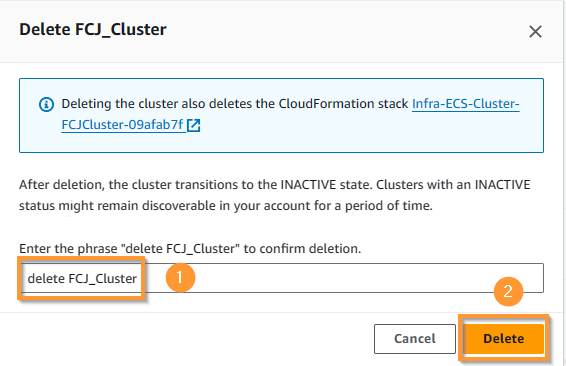 Delete FCJ_Cluster
Deleting the cluster also deletes the CloudFormation stack Infra-ECS-Cluster-
FCJCluster-09afab7f
After deletion, the cluster transitions to the INACTIVE state. Clusters with an INACTIVE
status might remain discoverable in your account for a period of time.
Enter the phrase "delete FCJ_Cluster" to confirm deletion.
delete FCJ_Cluster
1
2
Cancel
Delete